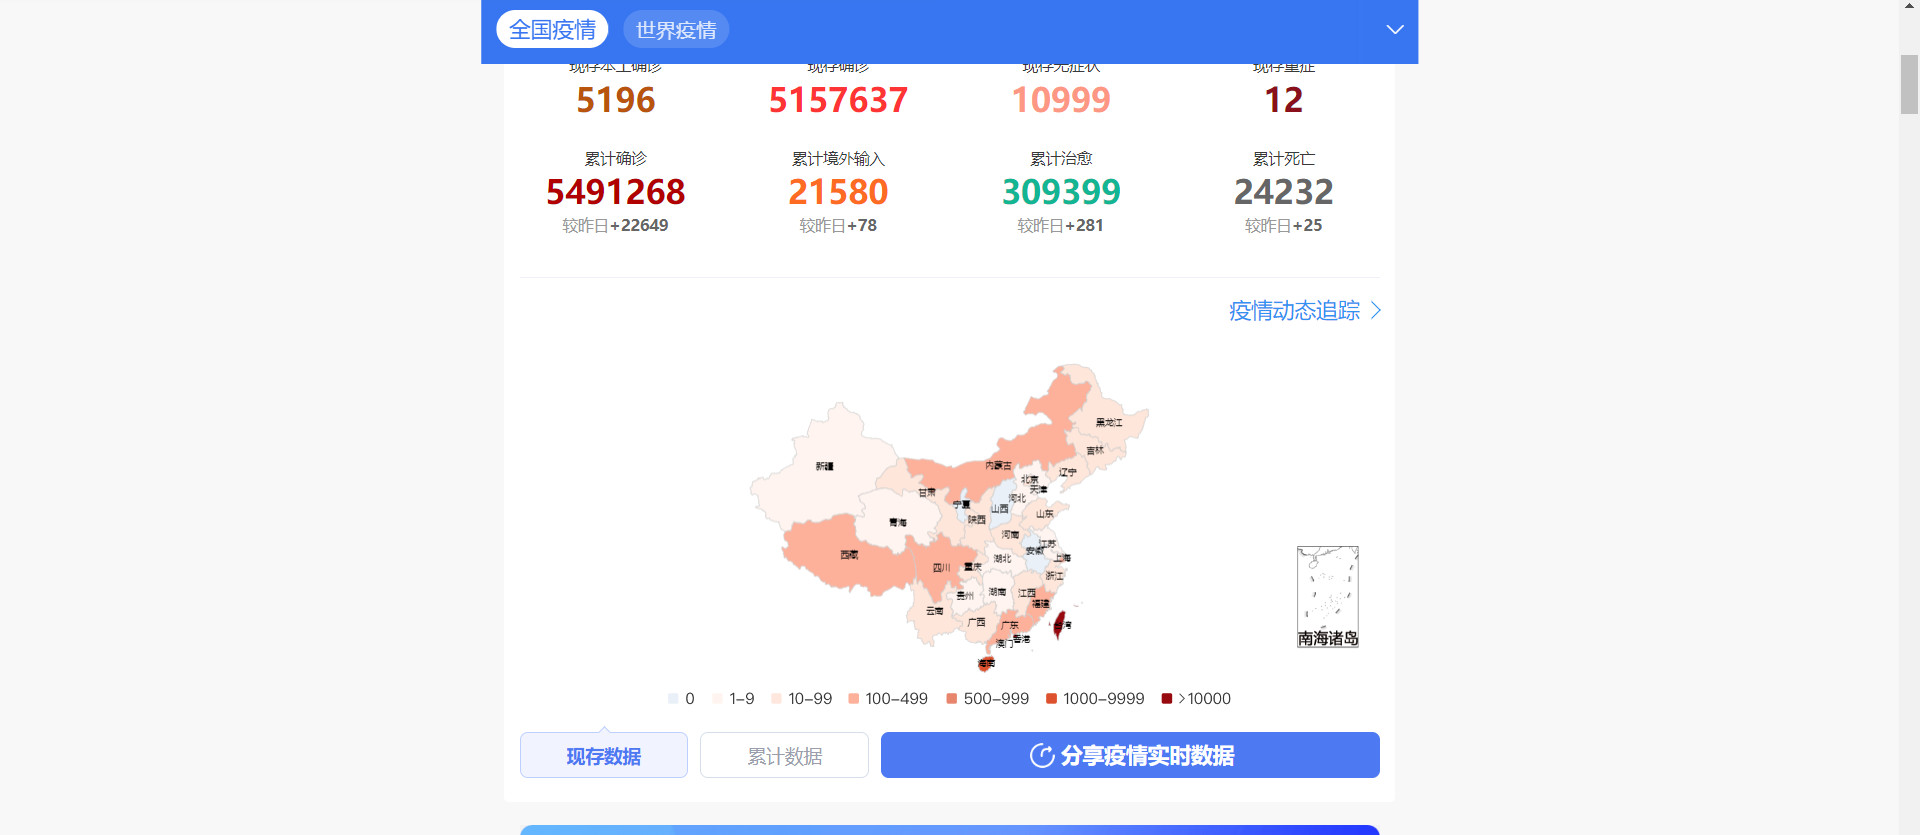 全国疫情 世界疫情
现存本土确诊 现存确诊 现存无症状 现存重症
5196 5157637 10999 12
累计确诊 累计境外输入 累计治愈 累计死亡
5491268 21580 309399 24232
较昨日+22649 较昨日+78 较昨日+281 较昨日+25
疫情动态追踪
黑龙江
吉林
新疆
内蒙古
辽宁
北京
天津
甘肃
河北
宁夏
山西
山东
陕西
青海
河南
江苏
安徽
西藏
湖北
上海
四川
重庆
浙江
贵州
湖南
江西
福建
云南
广西
广东
台湾
香港
澳门
南海诸岛
海南
0 1-9 10-99 100-499 500-999 1000-9999 >10000
现存数据 累计数据 分享疫情实时数据